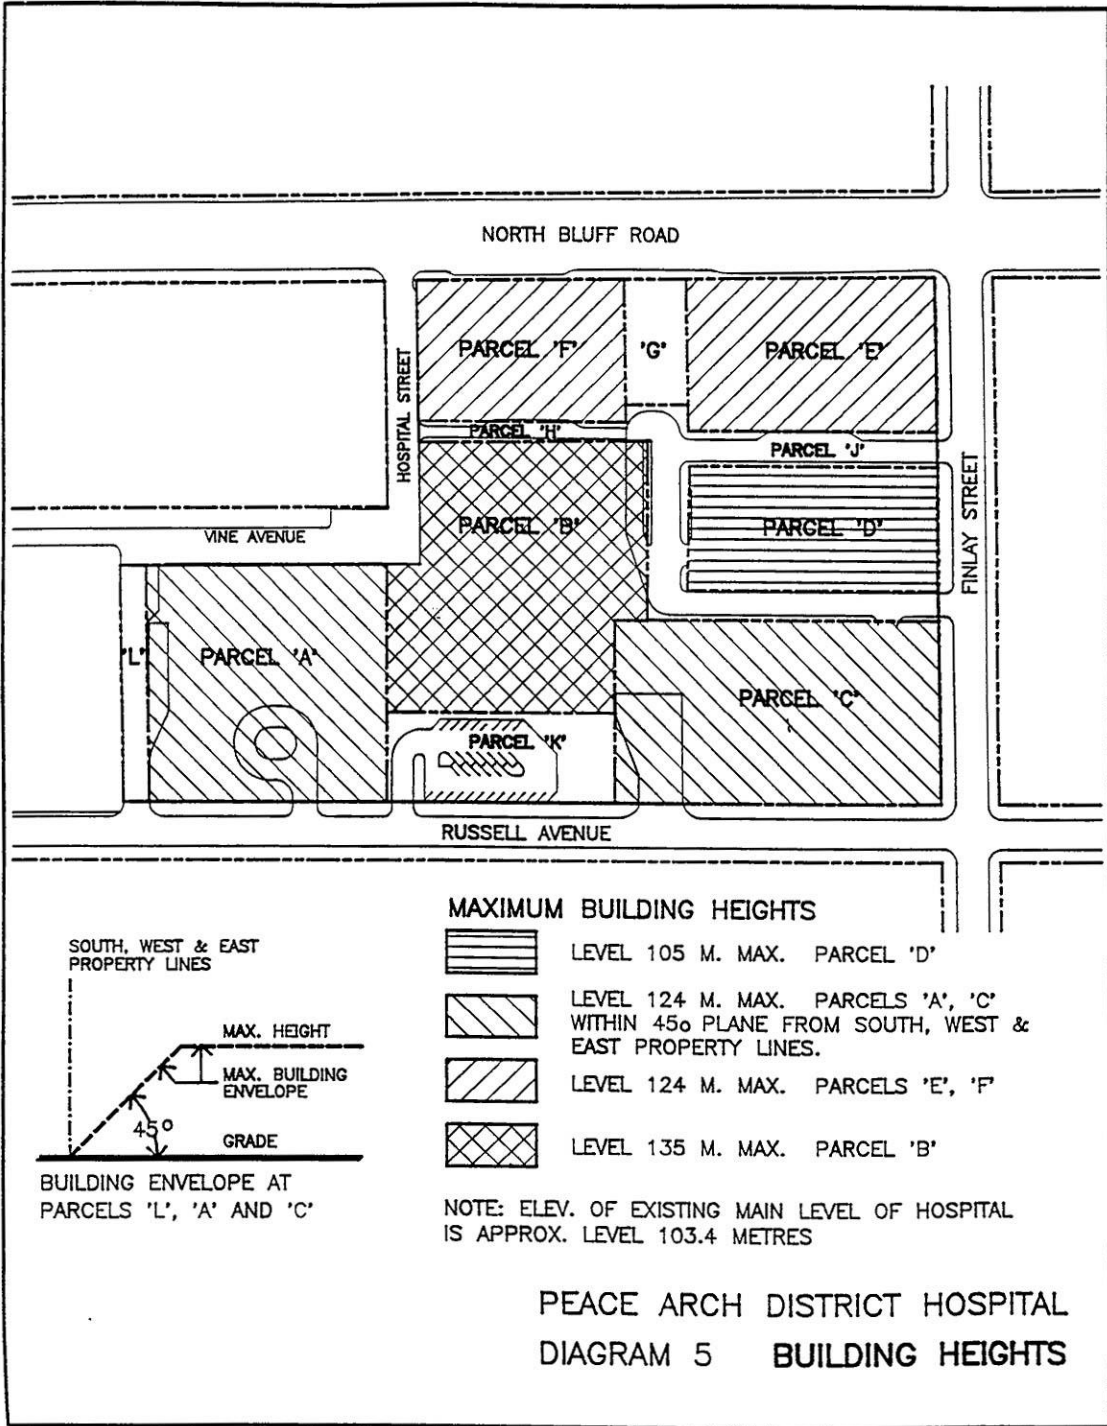 NORTH BLUFF ROAD
HOSPITAL STREET
PARCEL 'F'
'G'
PARCEL 'E'
PARCEL 'H'
PARCEL 'J'
FINLAY STREET
VINE AVENUE
PARCEL 'B'
PARCEL 'D'
'L'
PARCEL 'A'
PARCEL 'C'
PARCEL 'K'
RUSSELL AVENUE
SOUTH, WEST & EAST
PROPERTY LINES
MAX. HEIGHT
MAX. BUILDING
ENVELOPE
45°
GRADE
BUILDING ENVELOPE AT
PARCELS 'L', 'A' AND 'C'
MAXIMUM BUILDING HEIGHTS
LEVEL 105 M. MAX. PARCEL 'D'
LEVEL 124 M. MAX. PARCELS 'A', 'C'
WITHIN 45o PLANE FROM SOUTH, WEST &
EAST PROPERTY LINES.
LEVEL 124 M. MAX. PARCELS 'E', 'F'
LEVEL 135 M. MAX. PARCEL 'B'
NOTE: ELEV. OF EXISTING MAIN LEVEL OF HOSPITAL
IS APPROX. LEVEL 103.4 METRES
PEACE ARCH DISTRICT HOSPITAL
DIAGRAM 5 BUILDING HEIGHTS